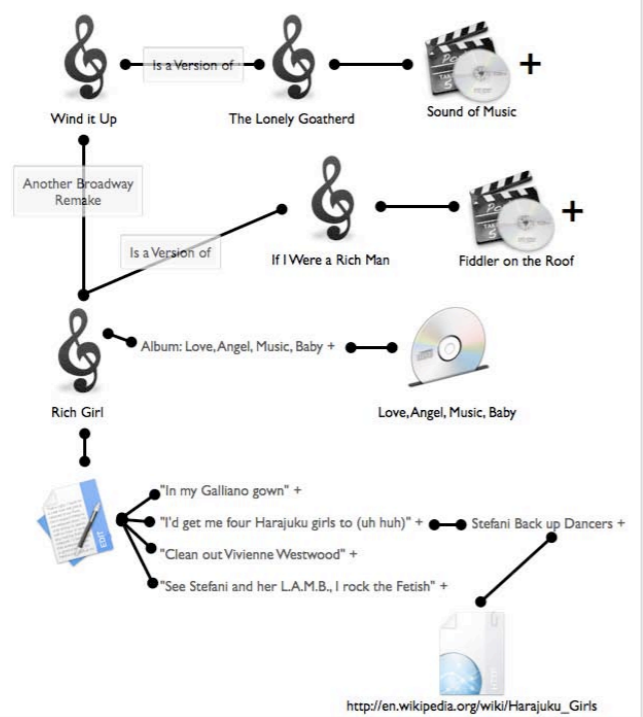 Is a Version of
Wind it Up
The Lonely Goatherd
Sound of Music
+
Another Broadway
Remake
Is a Version of
If I Were a Rich Man
Fiddler on the Roof
+
Album: Love, Angel, Music, Baby +
Rich Girl
Love, Angel, Music, Baby
"In my Galliano gown" +
"I'd get me four Harajuku girls to (uh huh)" +
Stefani Back up Dancers +
"Clean out Vivienne Westwood" +
"See Stefani and her L.A.M.B., I rock the Fetish" +
EDIT
HTTP
http://en.wikipedia.org/wiki/Harajuku_Girls